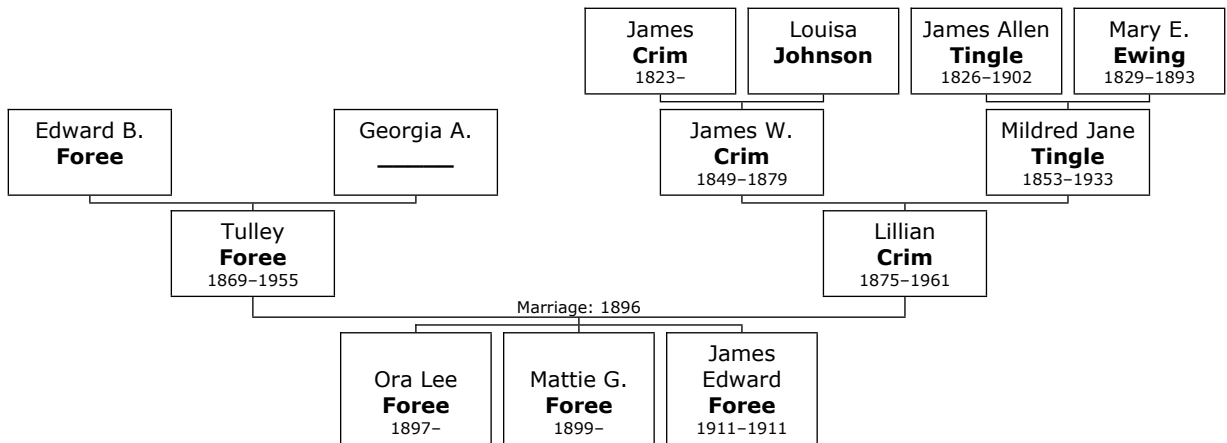 James
Crim
1823–
Louisa
Johnson
James Allen
Tingle
1826–1902
Mary E.
Ewing
1829–1893
Edward B.
Foree
Georgia A.
______
James W.
Crim
1849–1879
Mildred Jane
Tingle
1853–1933
Tulley
Foree
1869–1955
Lillian
Crim
1875–1961
Marriage: 1896
Ora Lee
Foree
1897–
Mattie G.
Foree
1899–
James
Edward
Foree
1911–1911